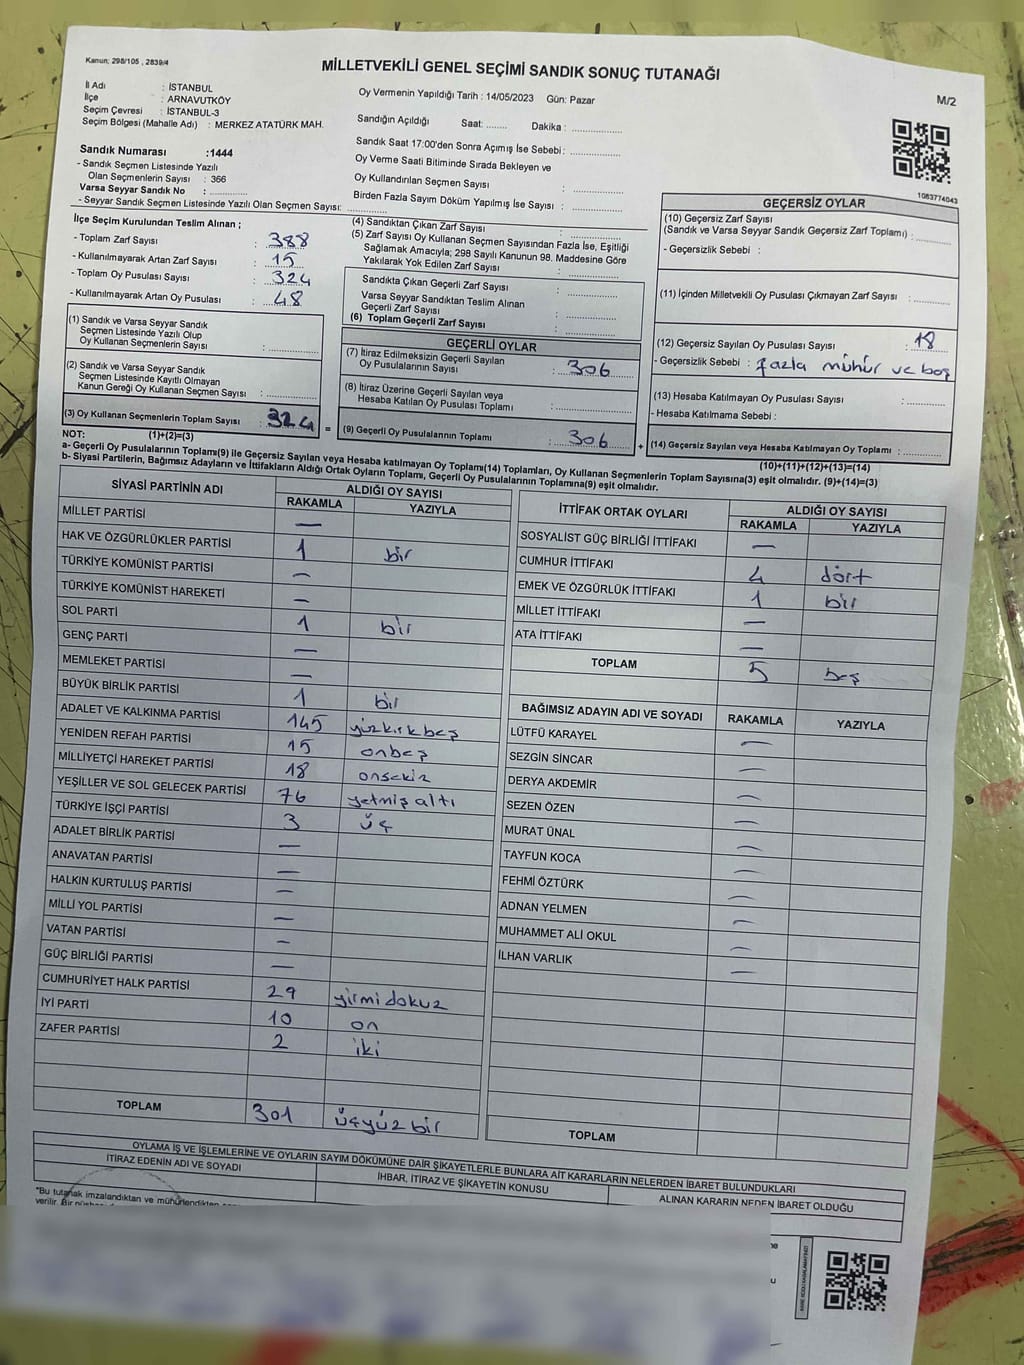 Kanun: 298/105 , 2839/4
MİLLETVEKİLİ GENEL SEÇİMİ SANDIK SONUÇ TUTANAĞI
M/2
İl Adı : İSTANBUL
İlçe : ARNAVUTKÖY
Seçim Çevresi : İSTANBUL-3
Seçim Bölgesi (Mahalle Adı) : MERKEZ ATATÜRK MAH.
Sandık Numarası :1444
- Sandık Seçmen Listesinde Yazılı
Olan Seçmenlerin Sayısı : 366
Varsa Seyyar Sandık No :
- Seyyar Sandık Seçmen Listesinde Yazılı Olan Seçmen Sayısı:
Oy Vermenin Yapıldığı Tarih : 14/05/2023 Gün: Pazar
Sandığın Açıldığı Saat: ........ Dakika : ....................
Sandık Saat 17:00'den Sonra Açımış İse Sebebi: ....................
Oy Verme Saati Bitiminde Sırada Bekleyen ve
Oy Kullandırılan Seçmen Sayısı : ....................
Birden Fazla Sayım Döküm Yapılmış İse Sayısı : ....................
1083774043
İlçe Seçim Kurulundan Teslim Alınan ;
- Toplam Zarf Sayısı : 388
- Kullanılmayarak Artan Zarf Sayısı : 15
- Toplam Oy Pusulası Sayısı : 324
- Kullanılmayarak Artan Oy Pusulası : 48
(1) Sandık ve Varsa Seyyar Sandık
Seçmen Listesinde Yazılı Olup
Oy Kullanan Seçmenlerin Sayısı :
(2) Sandık ve Varsa Seyyar Sandık
Seçmen Listesinde Kayıtlı Olmayan
Kanun Gereği Oy Kullanan Seçmen Sayısı :
(3) Oy Kullanan Seçmenlerin Toplam Sayısı : 324 =
(1)+(2)=(3)
(4) Sandıktan Çıkan Zarf Sayısı :
(5) Zarf Sayısı Oy Kullanan Seçmen Sayısından Fazla İse, Eşitliği
Sağlamak Amacıyla; 298 Sayılı Kanunun 98. Maddesine Göre
Yakılarak Yok Edilen Zarf Sayısı :
Sandıkta Çıkan Geçerli Zarf Sayısı :
Varsa Seyyar Sandıktan Teslim Alınan
Geçerli Zarf Sayısı :
(6) Toplam Geçerli Zarf Sayısı :
GEÇERLİ OYLAR
(7) İtiraz Edilmeksizin Geçerli Sayılan
Oy Pusulalarının Sayısı : 306
(8) İtiraz Üzerine Geçerli Sayılan veya
Hesaba Katılan Oy Pusulası Toplamı :
(9) Geçerli Oy Pusulalarının Toplamı : 306 +
GEÇERSİZ OYLAR
(10) Geçersiz Zarf Sayısı
(Sandık ve Varsa Seyyar Sandık Geçersiz Zarf Toplamı) :
- Geçersizlik Sebebi :
(11) İçinden Milletvekili Oy Pusulası Çıkmayan Zarf Sayısı :
(12) Geçersiz Sayılan Oy Pusulası Sayısı : 18
- Geçersizlik Sebebi : fazla mühür ve boş
(13) Hesaba Katılmayan Oy Pusulası Sayısı :
- Hesaba Katılmama Sebebi :
(14) Geçersiz Sayılan veya Hesaba Katılmayan Oy Toplamı :
(10)+(11)+(12)+(13)=(14)
NOT:
a- Geçerli Oy Pusulalarının Toplamı(9) ile Geçersiz Sayılan veya Hesaba katılmayan Oy Toplamı(14) Toplamları, Oy Kullanan Seçmenlerin Toplam Sayısına(3) eşit olmalıdır. (9)+(14)=(3)
b- Siyasi Partilerin, Bağımsız Adayların ve İttifakların Aldığı Ortak Oyların Toplamı, Geçerli Oy Pusulalarının Toplamına(9) eşit olmalıdır.
SİYASİ PARTİNİN ADI ALDIĞI OY SAYISI
RAKAMLA YAZIYLA
MİLLET PARTİSİ —
HAK VE ÖZGÜRLÜKLER PARTİSİ 1 bir
TÜRKİYE KOMÜNİST PARTİSİ —
TÜRKİYE KOMÜNİST HAREKETİ —
SOL PARTİ 1 bir
GENÇ PARTİ —
MEMLEKET PARTİSİ —
BÜYÜK BİRLİK PARTİSİ 1 bir
ADALET VE KALKINMA PARTİSİ 145 yüzkırkbeş
YENİDEN REFAH PARTİSİ 15 onbeş
MİLLİYETÇİ HAREKET PARTİSİ 18 onsekiz
YEŞİLLER VE SOL GELECEK PARTİSİ 76 yetmiş altı
TÜRKİYE İŞÇİ PARTİSİ 3 üç
ADALET BİRLİK PARTİSİ —
ANAVATAN PARTİSİ —
HALKIN KURTULUŞ PARTİSİ —
MİLLİ YOL PARTİSİ —
VATAN PARTİSİ —
GÜÇ BİRLİĞİ PARTİSİ —
CUMHURİYET HALK PARTİSİ 29 yirmidokuz
İYİ PARTİ 10 on
ZAFER PARTİSİ 2 iki
TOPLAM 301 üçyüz bir
İTTİFAK ORTAK OYLARI ALDIĞI OY SAYISI
RAKAMLA YAZIYLA
SOSYALİST GÜÇ BİRLİĞİ İTTİFAKI —
CUMHUR İTTİFAKI 4 dört
EMEK VE ÖZGÜRLÜK İTTİFAKI 1 bir
MİLLET İTTİFAKI —
ATA İTTİFAKI —
TOPLAM 5 beş
BAĞIMSIZ ADAYIN ADI VE SOYADI RAKAMLA YAZIYLA
LÜTFÜ KARAYEL —
SEZGİN SİNCAR —
DERYA AKDEMİR —
SEZEN ÖZEN —
MURAT ÜNAL —
TAYFUN KOCA —
FEHMİ ÖZTÜRK —
ADNAN YELMEN —
MUHAMMET ALİ OKUL —
İLHAN VARLIK —
TOPLAM
OYLAMA İŞ VE İŞLEMLERİNE VE OYLARIN SAYIM DÖKÜMÜNE DAİR ŞİKAYETLERLE BUNLARA AİT KARARLARIN NELERDEN İBARET BULUNDUKLARI
İTİRAZ EDENİN ADI VE SOYADI İHBAR, İTİRAZ VE ŞİKAYETİN KONUSU ALINAN KARARIN NEDEN İBARET OLDUĞU
"Bu tutanak imzalandıktan ve mühürlendikten
verilir. Bir